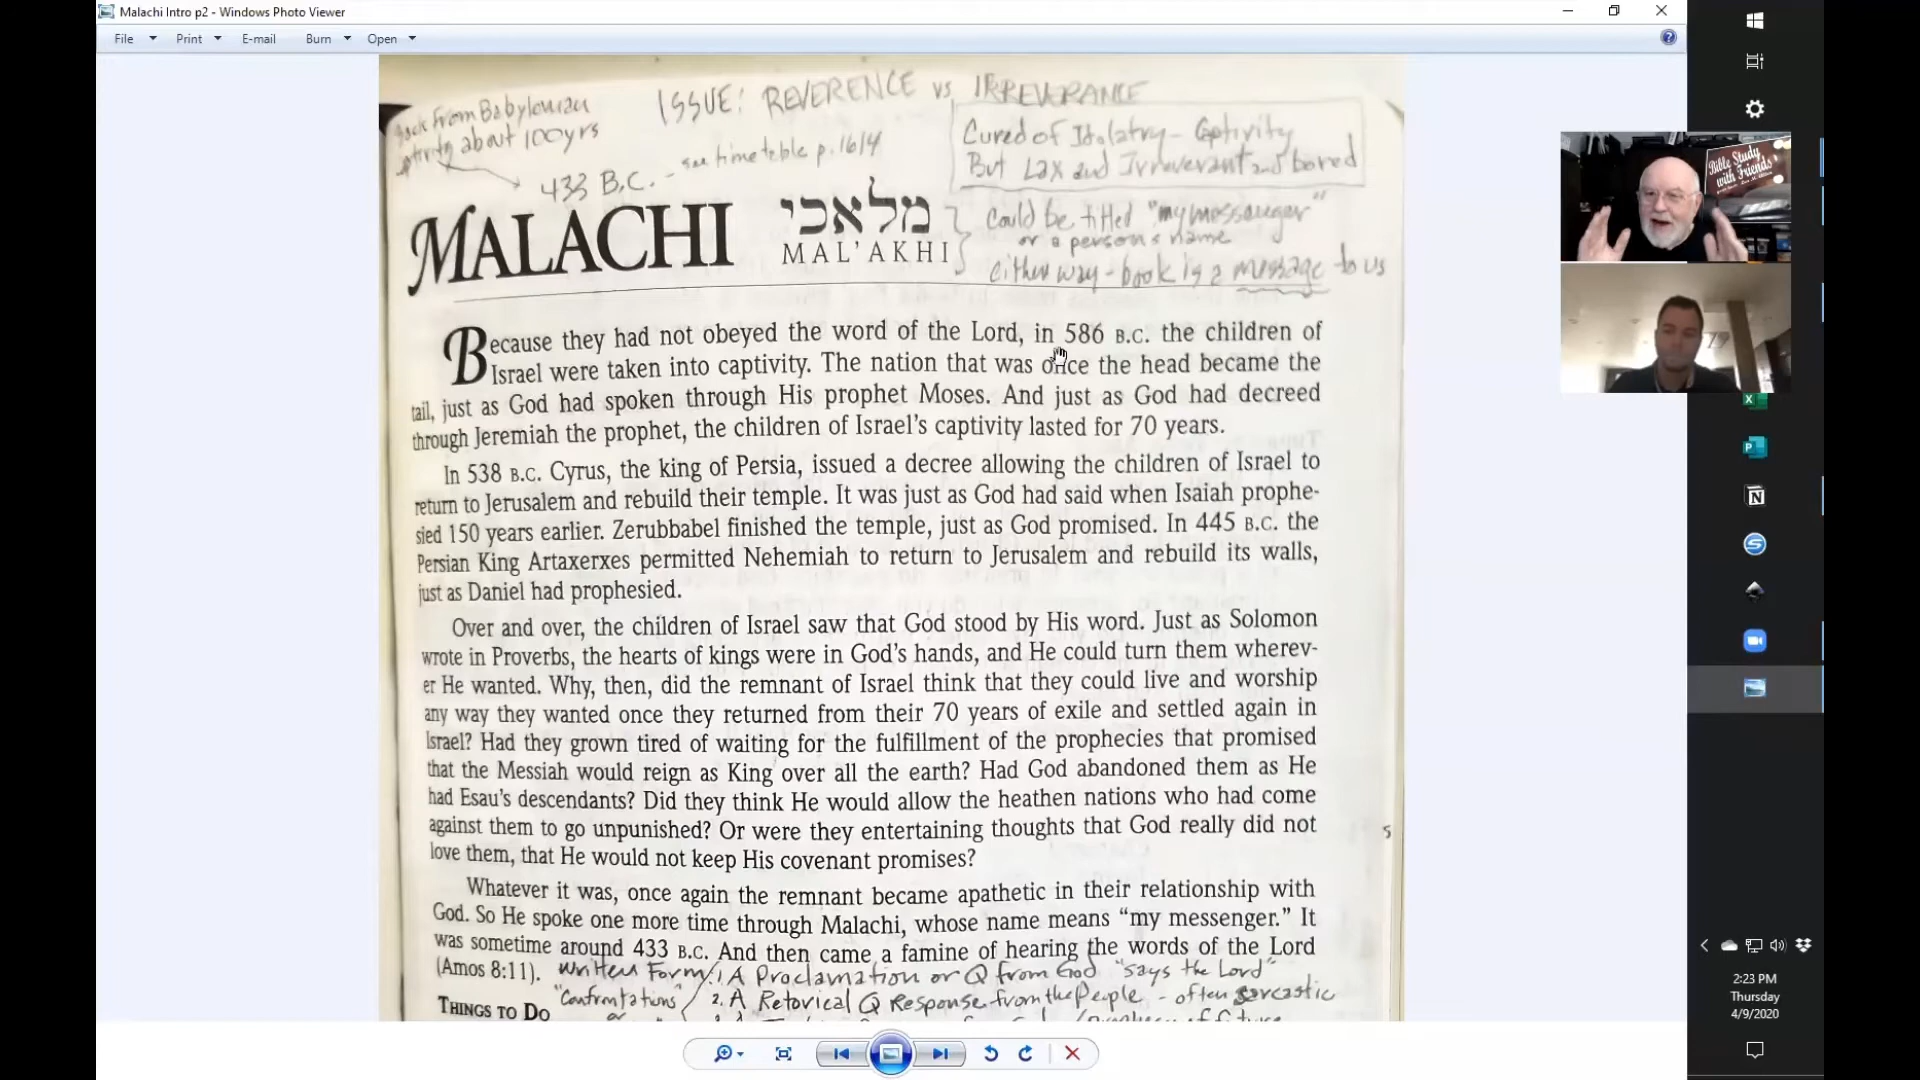 Malachi Intro p2 - Windows Photo Viewer
File Print E-mail Burn Open
ISSUE: REVERENCE vs IRREVERANCE
Back From Babylonian
captivity about 100yrs
433 B.C. - see time table p. 1614
Cured of Idolatry - Captivity
But Lax and Irreverant and bored
MALACHI
מלאכי
MAL'AKHI
could be titled "my messanger"
or a persons name
either way - book is a message to us
Because they had not obeyed the word of the Lord, in 586 B.C. the children of
Israel were taken into captivity. The nation that was once the head became the
tail, just as God had spoken through His prophet Moses. And just as God had decreed
through Jeremiah the prophet, the children of Israel's captivity lasted for 70 years.
In 538 B.C. Cyrus, the king of Persia, issued a decree allowing the children of Israel to
return to Jerusalem and rebuild their temple. It was just as God had said when Isaiah prophe-
sied 150 years earlier. Zerubbabel finished the temple, just as God promised. In 445 B.C. the
Persian King Artaxerxes permitted Nehemiah to return to Jerusalem and rebuild its walls,
just as Daniel had prophesied.
Over and over, the children of Israel saw that God stood by His word. Just as Solomon
wrote in Proverbs, the hearts of kings were in God's hands, and He could turn them wherev-
er He wanted. Why, then, did the remnant of Israel think that they could live and worship
any way they wanted once they returned from their 70 years of exile and settled again in
Israel? Had they grown tired of waiting for the fulfillment of the prophecies that promised
that the Messiah would reign as King over all the earth? Had God abandoned them as He
had Esau's descendants? Did they think He would allow the heathen nations who had come
against them to go unpunished? Or were they entertaining thoughts that God really did not
love them, that He would not keep His covenant promises?
Whatever it was, once again the remnant became apathetic in their relationship with
God. So He spoke one more time through Malachi, whose name means "my messenger." It
was sometime around 433 B.C. And then came a famine of hearing the words of the Lord
(Amos 8:11). Written Form: 1. A Proclamation or Q from God "says the Lord"
"Confrontations" 2. A Retorical Q Response from the People - often sarcastic
THINGS TO DO or
Bible Study
with Friends
2:23 PM
Thursday
4/9/2020